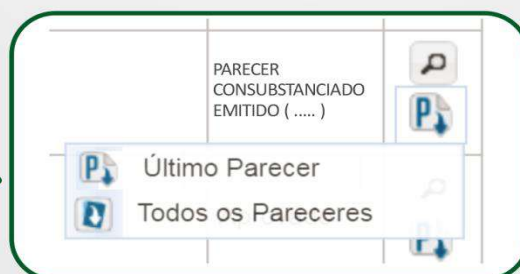 PARECER
CONSUBSTANCIADO
EMITIDO ( ..... )
Último Parecer
Todos os Pareceres